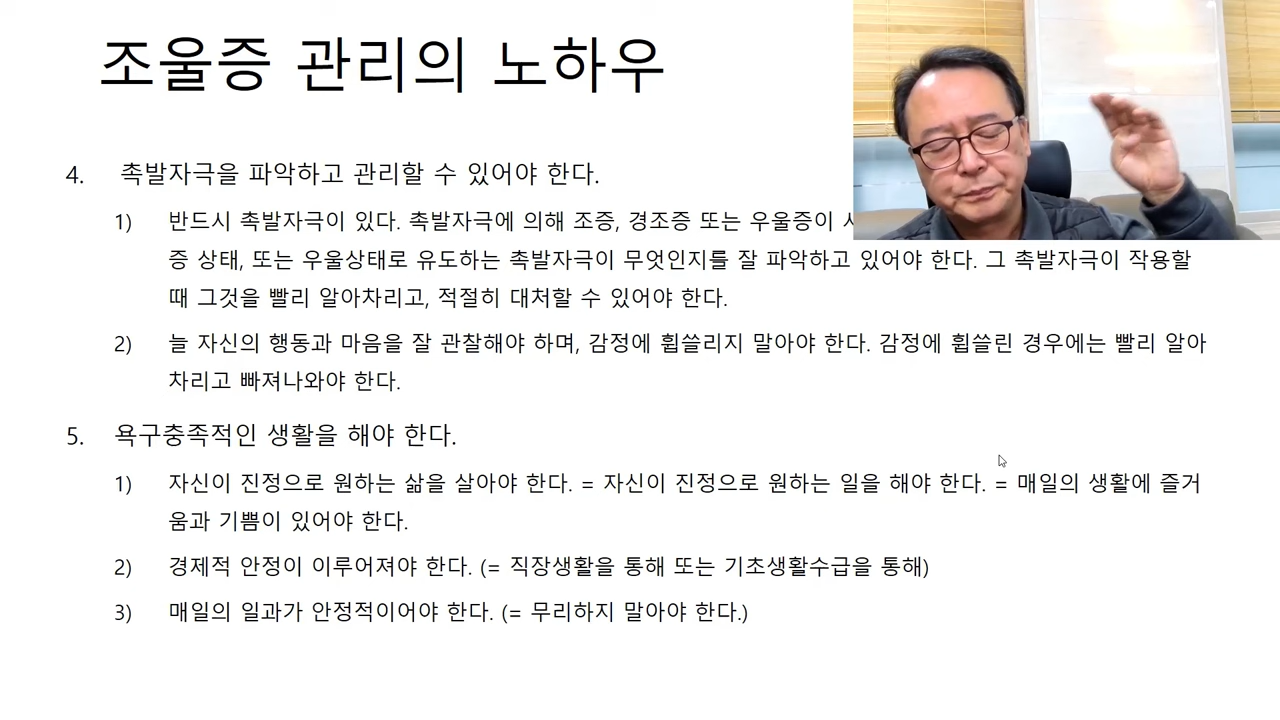 조울증 관리의 노하우
4. 촉발자극을 파악하고 관리할 수 있어야 한다.
1) 반드시 촉발자극이 있다. 촉발자극에 의해 조증, 경조증 또는 우울증이
증 상태, 또는 우울상태로 유도하는 촉발자극이 무엇인지를 잘 파악하고 있어야 한다. 그 촉발자극이 작용할
때 그것을 빨리 알아차리고, 적절히 대처할 수 있어야 한다.
2) 늘 자신의 행동과 마음을 잘 관찰해야 하며, 감정에 휩쓸리지 말아야 한다. 감정에 휩쓸린 경우에는 빨리 알아
차리고 빠져나와야 한다.
5. 욕구충족적인 생활을 해야 한다.
1) 자신이 진정으로 원하는 삶을 살아야 한다. = 자신이 진정으로 원하는 일을 해야 한다. = 매일의 생활에 즐거
움과 기쁨이 있어야 한다.
2) 경제적 안정이 이루어져야 한다. (= 직장생활을 통해 또는 기초생활수급을 통해)
3) 매일의 일과가 안정적이어야 한다. (= 무리하지 말아야 한다.)